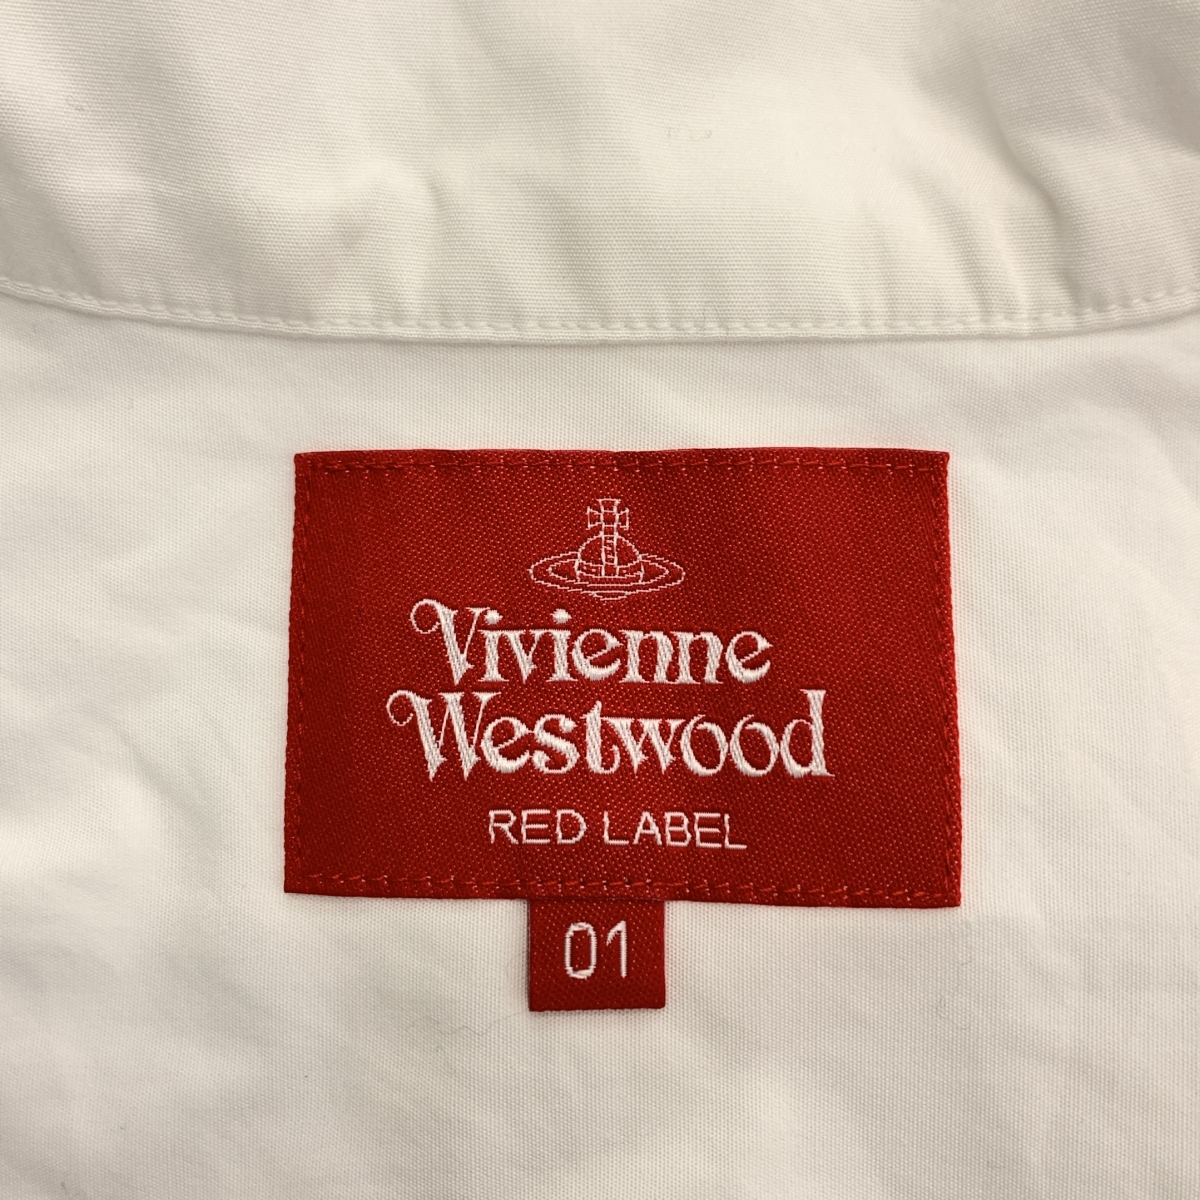 Vivienne
Westwood
RED LABEL
01